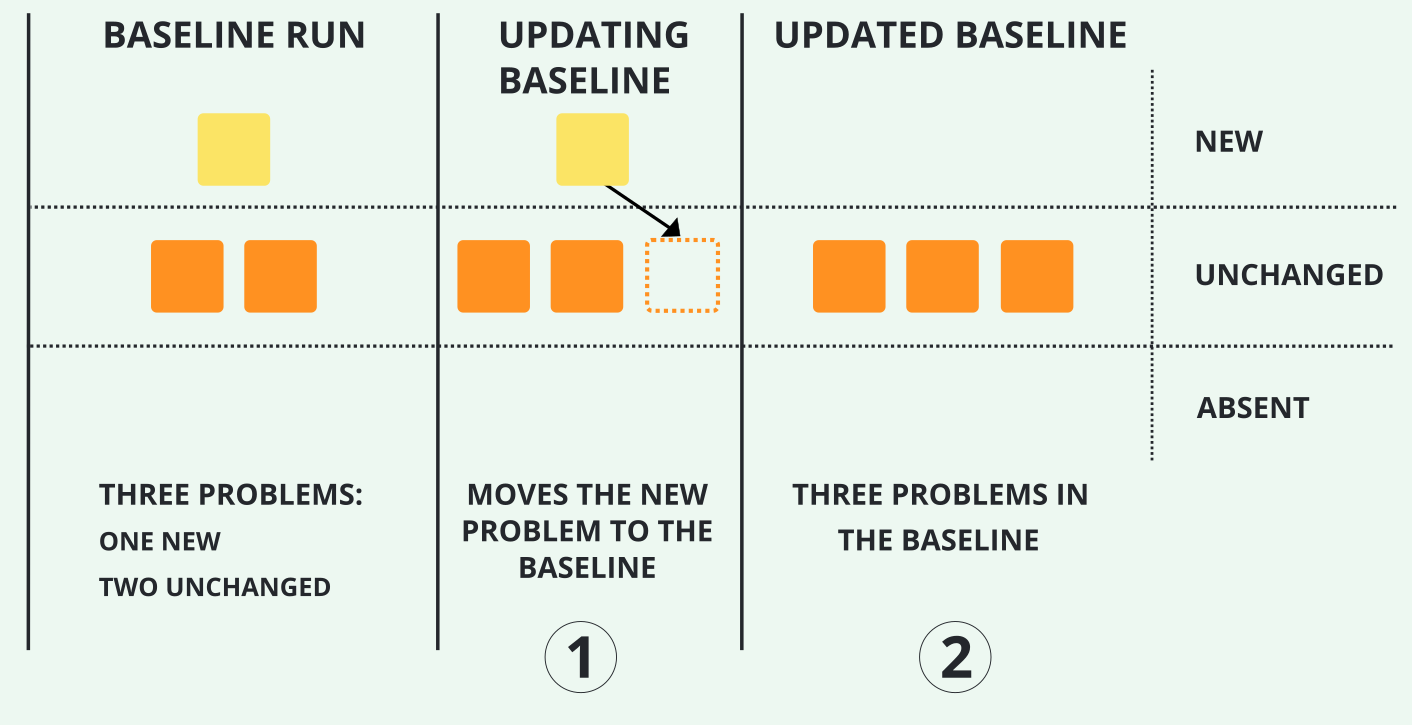 BASELINE RUN
UPDATING
BASELINE
UPDATED BASELINE
NEW
UNCHANGED
ABSENT
THREE PROBLEMS:
ONE NEW
TWO UNCHANGED
MOVES THE NEW
PROBLEM TO THE
BASELINE
THREE PROBLEMS IN
THE BASELINE
1
2